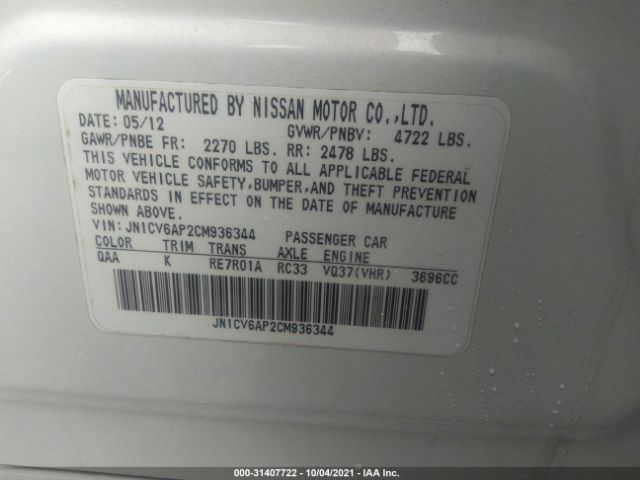 MANUFACTURED BY NISSAN MOTOR CO.,LTD.
DATE: 05/12 GVWR/PNBV: 4722 LBS.
GAWR/PNBE FR: 2270 LBS. RR: 2478 LBS.
THIS VEHICLE CONFORMS TO ALL APPLICABLE FEDERAL
MOTOR VEHICLE SAFETY,BUMPER,AND THEFT PREVENTION
STANDARDS IN EFFECT ON THE DATE OF MANUFACTURE
SHOWN ABOVE.
VIN: JN1CV6AP2CM936344 PASSENGER CAR
COLOR TRIM TRANS AXLE ENGINE
QAA K RE7R01A RC33 VQ37(VHR) 3696CC
JN1CV6AP2CM936344
000-31407722 - 10/04/2021 - IAA Inc.